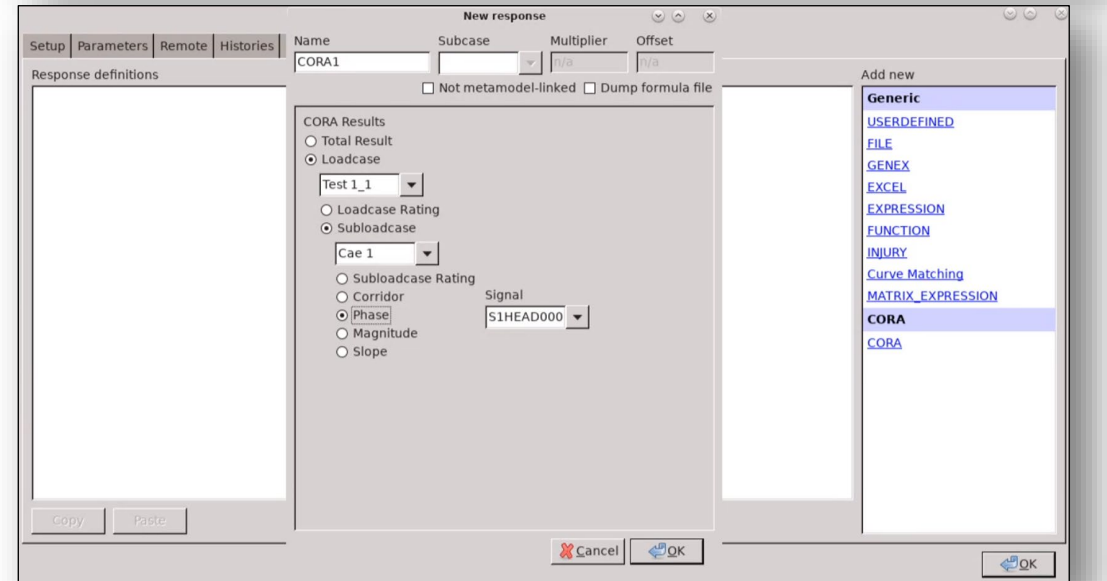 New response
Setup Parameters Remote Histories
Name Subcase Multiplier Offset
CORA1 n/a n/a
Not metamodel-linked Dump formula file
Response definitions
CORA Results
Total Result
Loadcase
Test 1_1
Loadcase Rating
Subloadcase
Cae 1
Subloadcase Rating
Corridor Signal
Phase S1HEAD000
Magnitude
Slope
Copy Paste
Cancel OK
Add new
Generic
USERDEFINED
FILE
GENEX
EXCEL
EXPRESSION
FUNCTION
INJURY
Curve Matching
MATRIX_EXPRESSION
CORA
CORA
OK